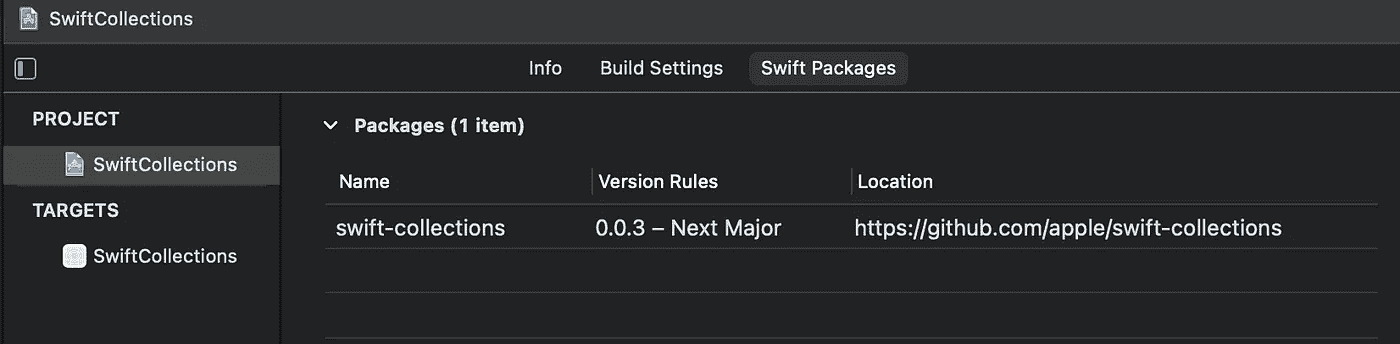 SwiftCollections
Info Build Settings Swift Packages
PROJECT
SwiftCollections
TARGETS
SwiftCollections
Packages (1 item)
Name Version Rules Location
swift-collections 0.0.3 – Next Major https://github.com/apple/swift-collections